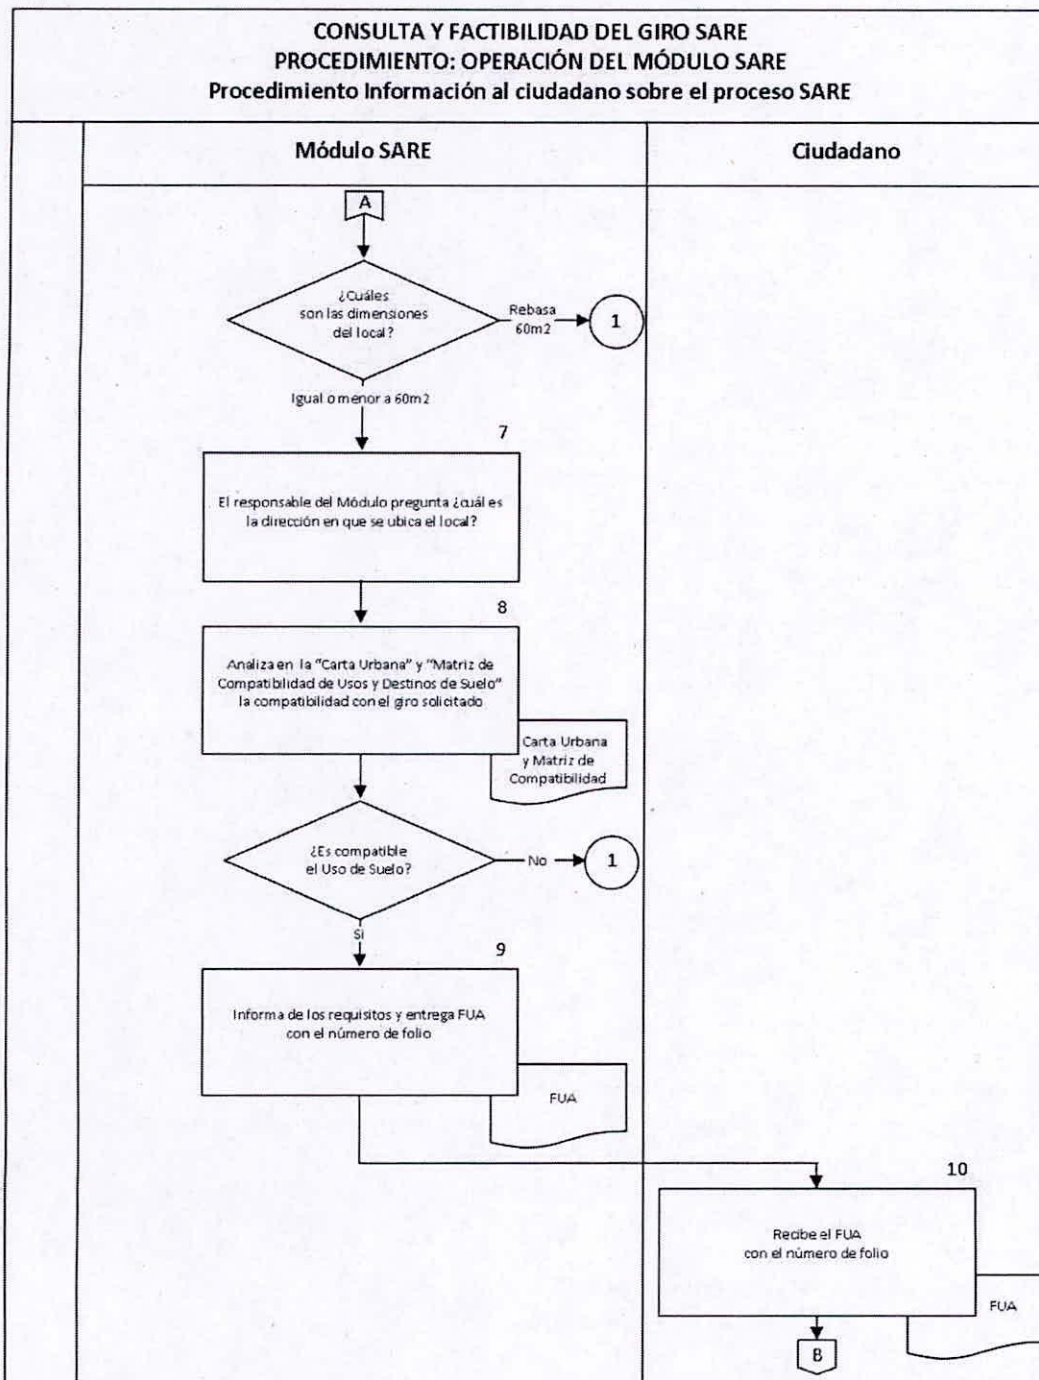 CONSULTA Y FACTIBILIDAD DEL GIRO SARE
PROCEDIMIENTO: OPERACIÓN DEL MÓDULO SARE
Procedimiento Información al ciudadano sobre el proceso SARE
Módulo SARE
Ciudadano
A
¿Cuáles
son las dimensiones
del local?
Rebasa
60m2
1
Igual o menor a 60m2
7
El responsable del Módulo pregunta ¿cuál es
la dirección en que se ubica el local?
8
Analiza en la "Carta Urbana" y "Matriz de
Compatibilidad de Usos y Destinos de Suelo"
la compatibilidad con el giro solicitado
Carta Urbana
y Matriz de
Compatibilidad
¿Es compatible
el Uso de Suelo?
No
1
Si
9
Informa de los requisitos y entrega FUA
con el número de folio
FUA
10
Recibe el FUA
con el número de folio
FUA
B